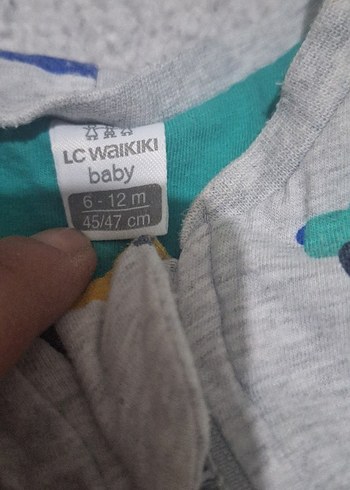 LC WAIKIKI
baby
6 - 12 m
45/47 cm